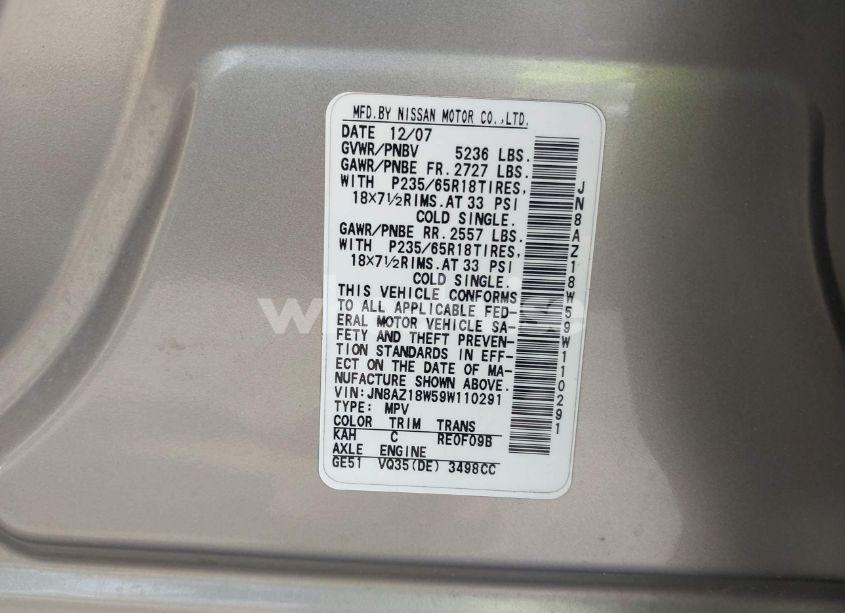 MFD.BY NISSAN MOTOR CO.,LTD.
DATE 12/07
GVWR/PNBV 5236 LBS.
GAWR/PNBE FR.2727 LBS.
WITH P235/65R18TIRES,
18×7½RIMS.AT 33 PSI
COLD SINGLE.
GAWR/PNBE RR.2557 LBS.
WITH P235/65R18TIRES,
18×7½RIMS.AT 33 PSI
COLD SINGLE.
THIS VEHICLE CONFORMS
TO ALL APPLICABLE FED-
ERAL MOTOR VEHICLE SA-
FETY AND THEFT PREVEN-
TION STANDARDS IN EFF-
ECT ON THE DATE OF MA-
NUFACTURE SHOWN ABOVE.
VIN:JN8AZ18W59W110291
TYPE: MPV
COLOR TRIM TRANS
KAH C RE0F09B
AXLE ENGINE
GE51 VQ35(DE) 3498CC
JN8AZ18W59W110291